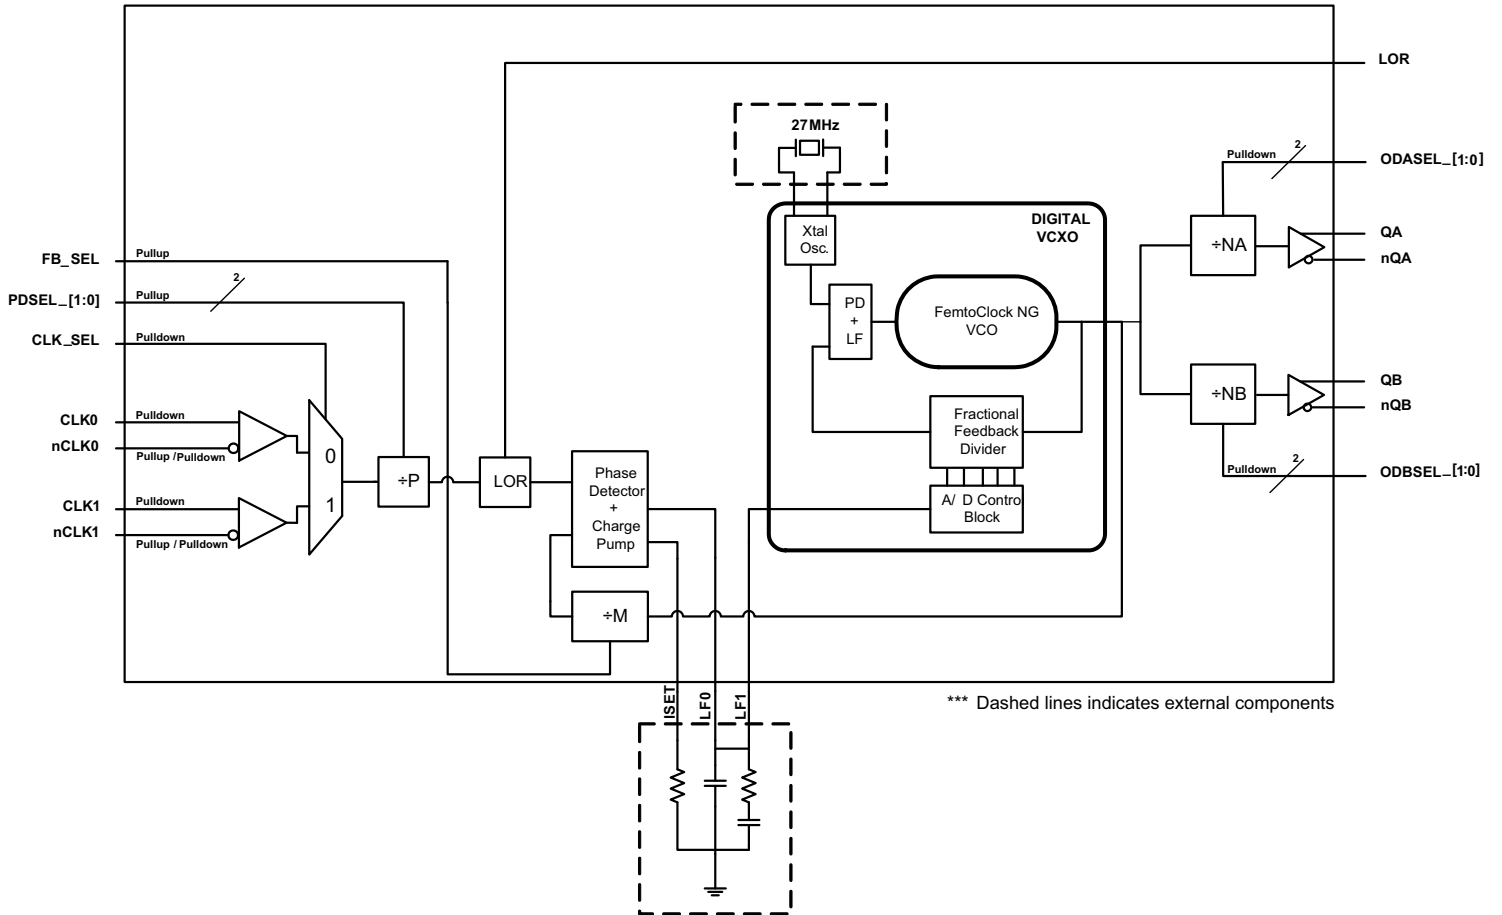 LOR
27MHz
2
Pulldown
ODASEL_[1:0]
DIGITAL
VCXO
Xtal
Osc.
÷NA
QA
nQA
FB_SEL
Pullup
PDSEL_[1:0]
Pullup
2
CLK_SEL
Pulldown
PD
+
LF
FemtoClock NG
VCO
CLK0
Pulldown
nCLK0
Pullup /Pulldown
0
1
CLK1
Pulldown
nCLK1
Pullup / Pulldown
÷P
LOR
Phase
Detector
+
Charge
Pump
Fractional
Feedback
Divider
A/ D Contro
Block
÷NB
QB
nQB
2
Pulldown
ODBSEL_[1:0]
÷M
ISET
LF0
LF1
*** Dashed lines indicates external components